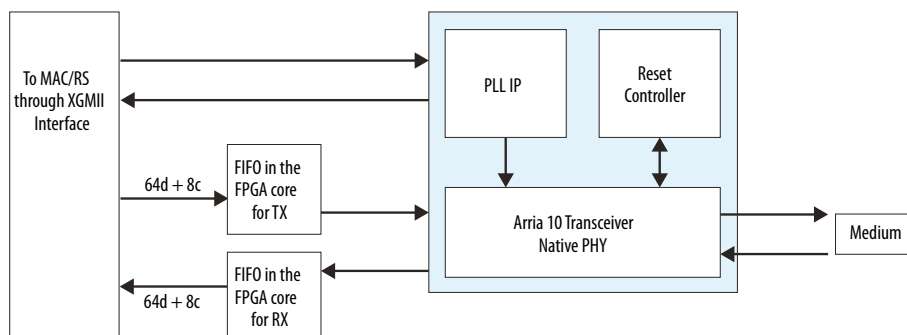 To MAC/RS
through XGMII
Interface
PLL IP
Reset
Controller
64d + 8c
FIFO in the
FPGA core
for TX
Arria 10 Transceiver
Native PHY
Medium
64d + 8c
FIFO in the
FPGA core
for RX